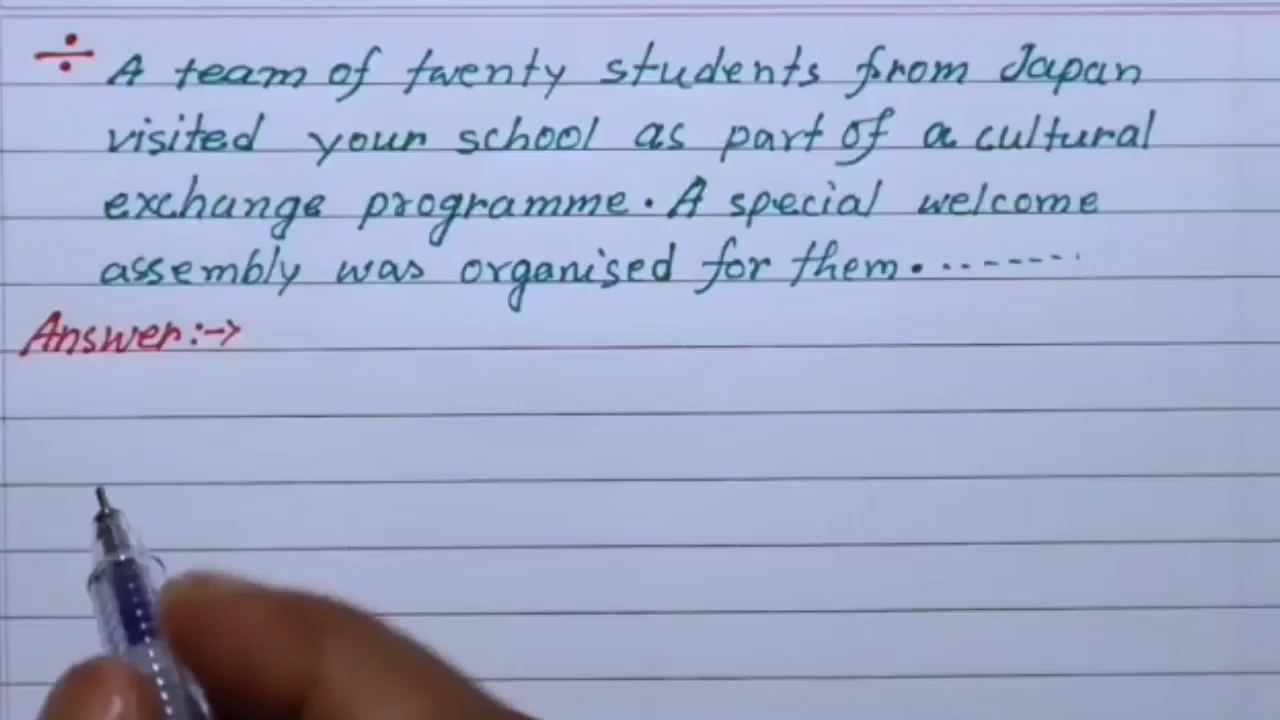 ÷ A team of twenty students from Japan
visited your school as part of a cultural
exchange programme. A special welcome
assembly was organised for them. .......
Answer:→